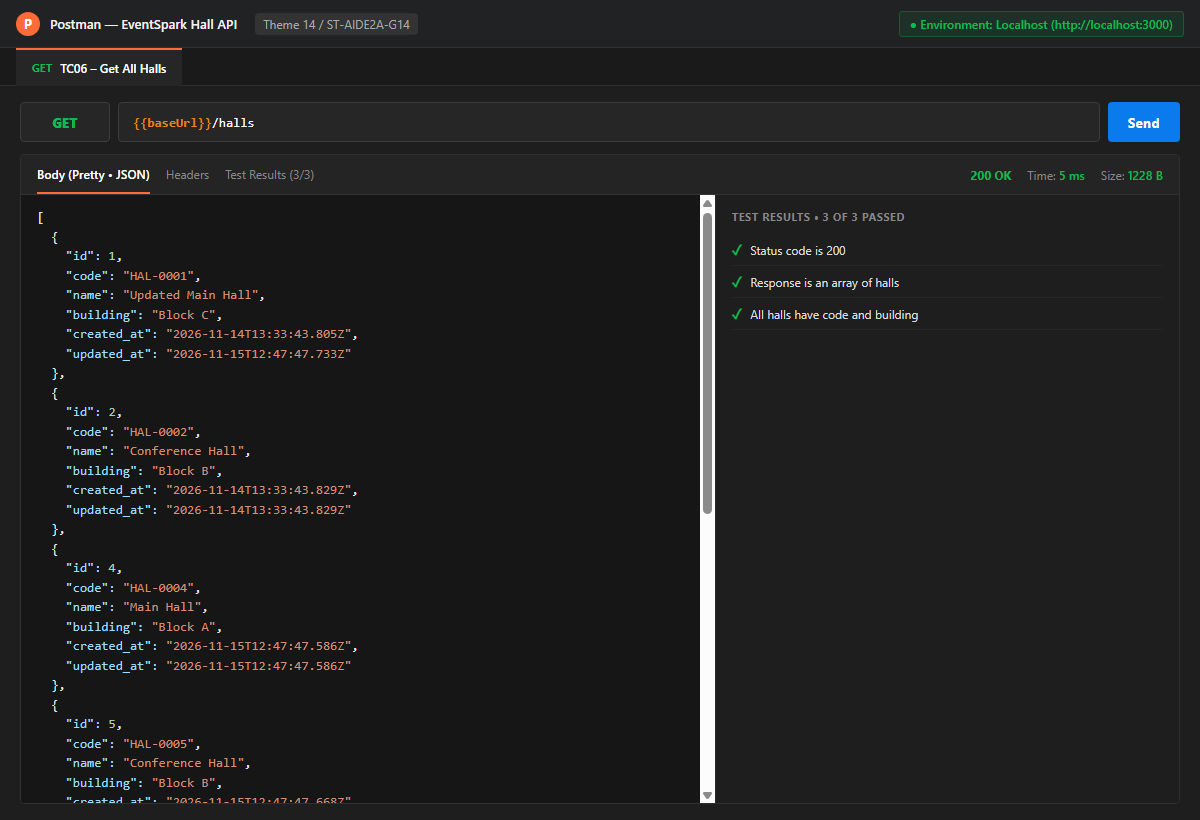 P Postman — EventSpark Hall API Theme 14 / ST-AIDE2A-G14 ● Environment: Localhost (http://localhost:3000)
GET TC06 – Get All Halls
GET {{baseUrl}}/halls Send
Body (Pretty • JSON) Headers Test Results (3/3) 200 OK Time: 5 ms Size: 1228 B
[
  {
    "id": 1,
    "code": "HAL-0001",
    "name": "Updated Main Hall",
    "building": "Block C",
    "created_at": "2026-11-14T13:33:43.805Z",
    "updated_at": "2026-11-15T12:47:47.733Z"
  },
  {
    "id": 2,
    "code": "HAL-0002",
    "name": "Conference Hall",
    "building": "Block B",
    "created_at": "2026-11-14T13:33:43.829Z",
    "updated_at": "2026-11-14T13:33:43.829Z"
  },
  {
    "id": 4,
    "code": "HAL-0004",
    "name": "Main Hall",
    "building": "Block A",
    "created_at": "2026-11-15T12:47:47.586Z",
    "updated_at": "2026-11-15T12:47:47.586Z"
  },
  {
    "id": 5,
    "code": "HAL-0005",
    "name": "Conference Hall",
    "building": "Block B",
    "created_at": "2026-11-15T12:47:47.668Z"
TEST RESULTS • 3 OF 3 PASSED
✓ Status code is 200
✓ Response is an array of halls
✓ All halls have code and building